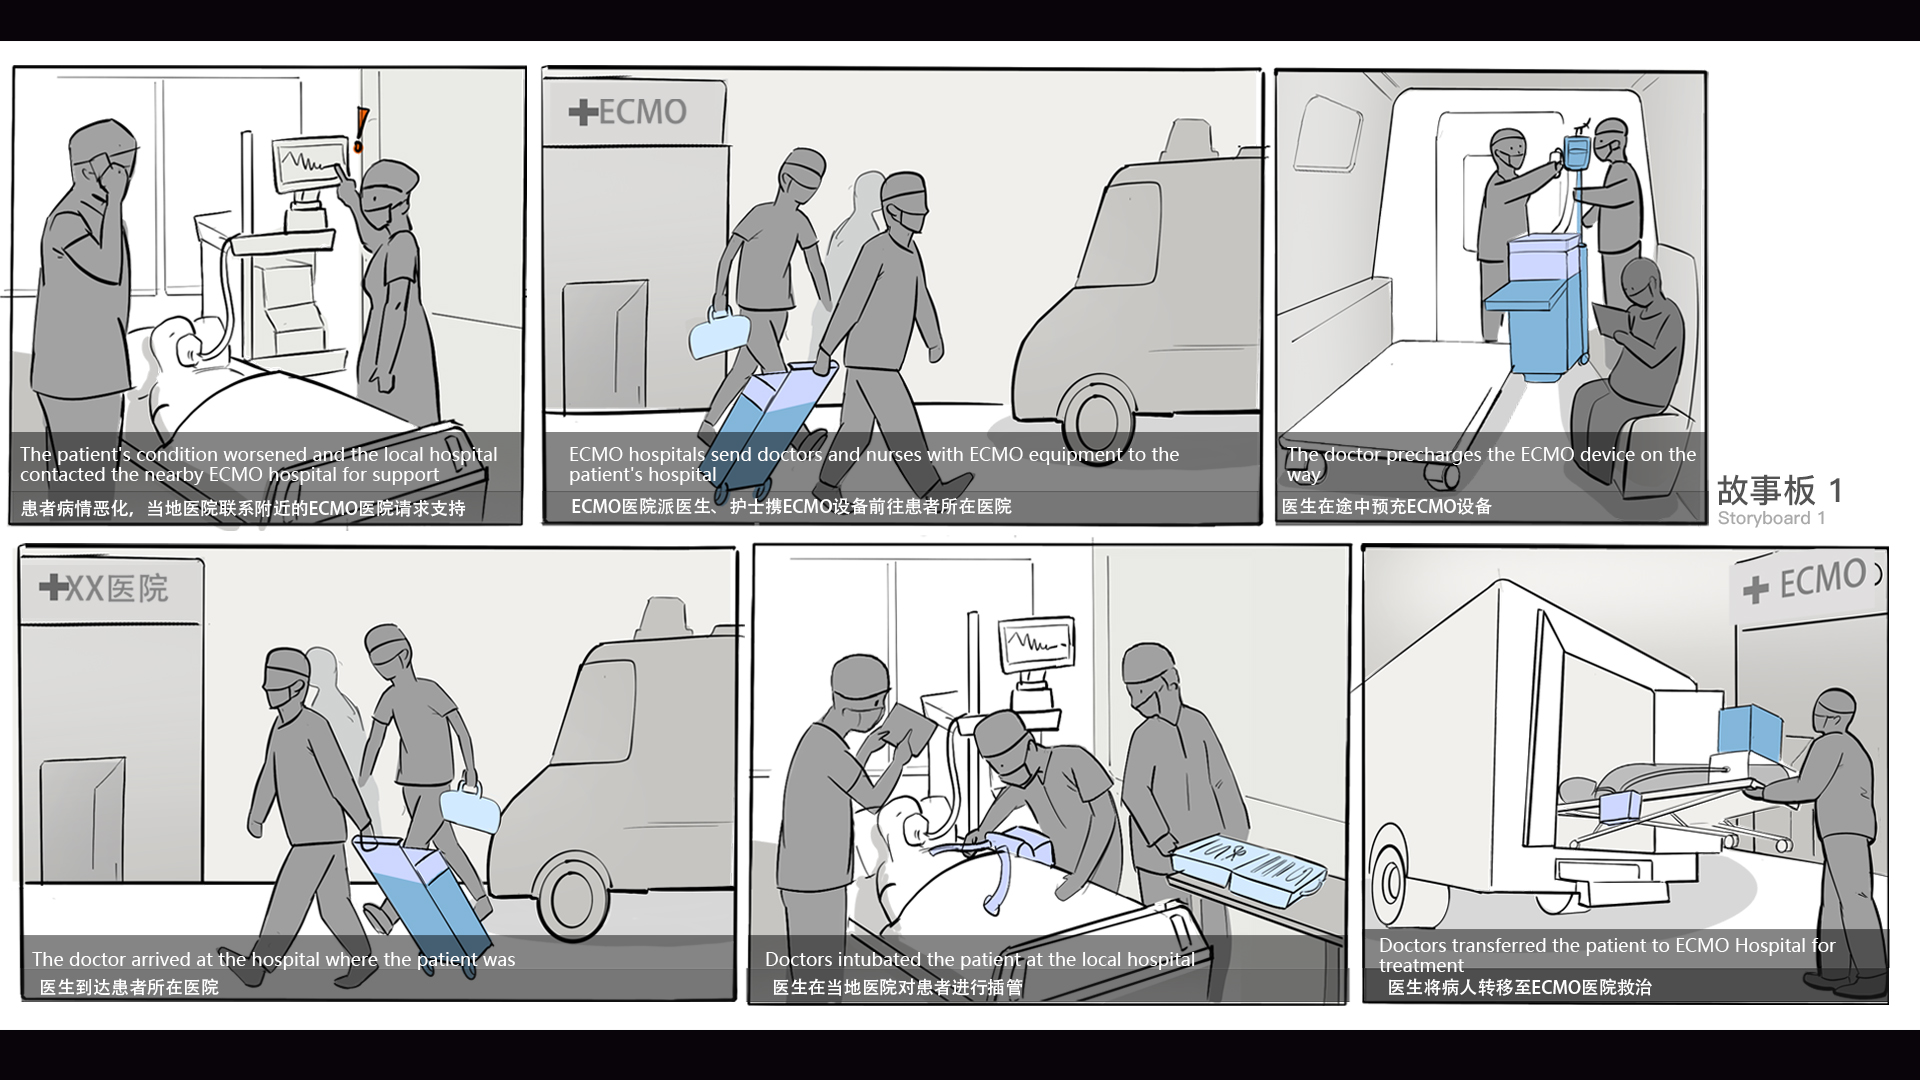 The patient's condition worsened and the local hospital
contacted the nearby ECMO hospital for support
患者病情恶化，当地医院联系附近的ECMO医院请求支持
ECMO
ECMO hospitals send doctors and nurses with ECMO equipment to the
patient's hospital
ECMO医院派医生、护士携ECMO设备前往患者所在医院
The doctor precharges the ECMO device on the
way
医生在途中预充ECMO设备
故事板 1
Storyboard 1
XX医院
The doctor arrived at the hospital where the patient was
医生到达患者所在医院
Doctors intubated the patient at the local hospital
医生在当地医院对患者进行插管
ECMO
Doctors transferred the patient to ECMO Hospital for
treatment
医生将病人转移至ECMO医院救治